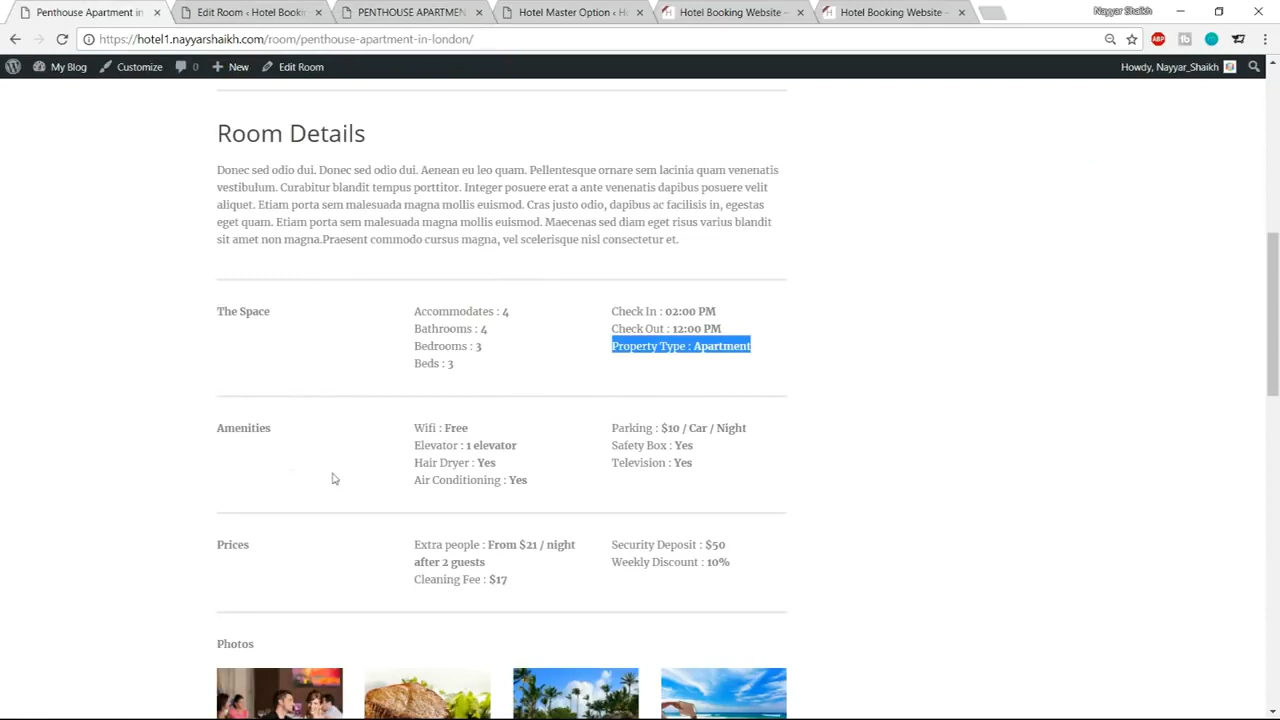 Penthouse Apartment in
Edit Room ‹ Hotel Bookin
PENTHOUSE APARTMEN
Hotel Master Option ‹ Hi
Hotel Booking Website –
Hotel Booking Website –
Nayyar Shaikh
https://hotel1.nayyarshaikh.com/room/penthouse-apartment-in-london/
ABP
fb
My Blog
Customize
0
New
Edit Room
Howdy, Nayyar_Shaikh
Room Details
Donec sed odio dui. Donec sed odio dui. Aenean eu leo quam. Pellentesque ornare sem lacinia quam venenatis
vestibulum. Curabitur blandit tempus porttitor. Integer posuere erat a ante venenatis dapibus posuere velit
aliquet. Etiam porta sem malesuada magna mollis euismod. Cras justo odio, dapibus ac facilisis in, egestas
eget quam. Etiam porta sem malesuada magna mollis euismod. Maecenas sed diam eget risus varius blandit
sit amet non magna.Praesent commodo cursus magna, vel scelerisque nisl consectetur et.
The Space
Accommodates : 4
Bathrooms : 4
Bedrooms : 3
Beds : 3
Check In : 02:00 PM
Check Out : 12:00 PM
Property Type : Apartment
Amenities
Wifi : Free
Elevator : 1 elevator
Hair Dryer : Yes
Air Conditioning : Yes
Parking : $10 / Car / Night
Safety Box : Yes
Television : Yes
Prices
Extra people : From $21 / night
after 2 guests
Cleaning Fee : $17
Security Deposit : $50
Weekly Discount : 10%
Photos